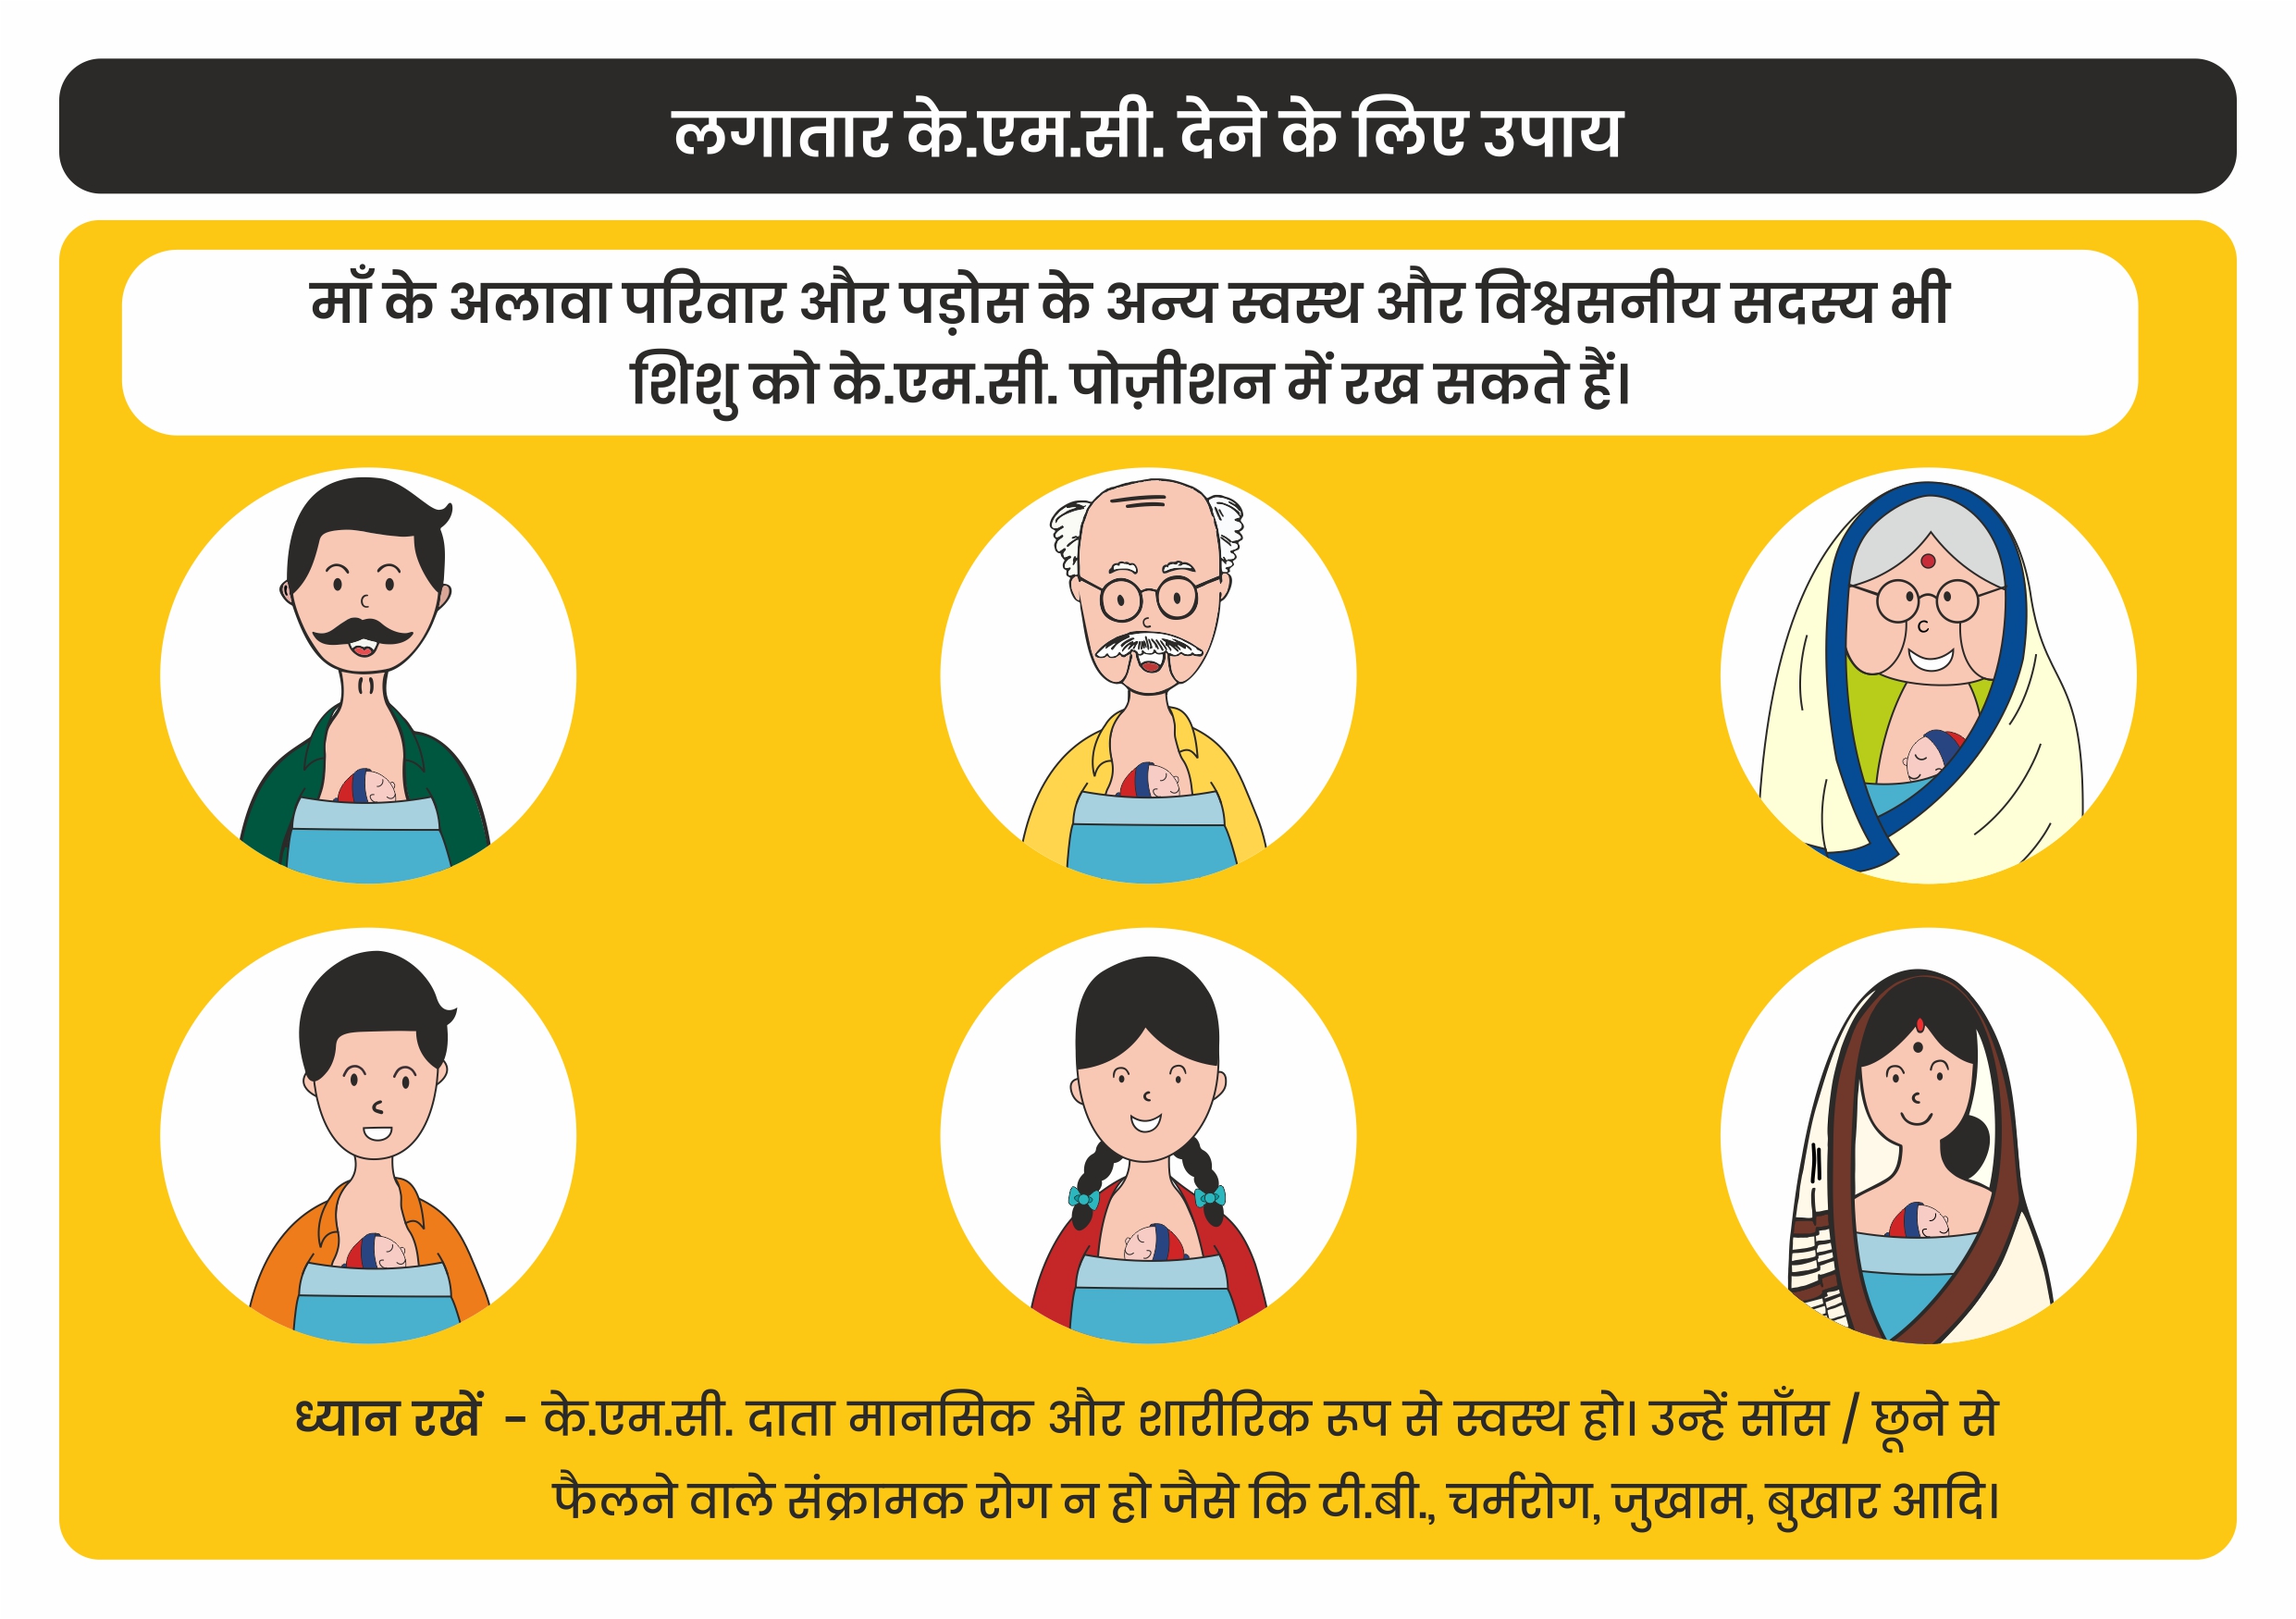 लगातार के.एम.सी. देने के लिए उपाय
माँ के अलावा परिवार और पड़ोस के अन्य स्वस्थ और विश्वसनीय सदस्य भी
शिशु को के.एम.सी. पोज़ीशन में रख सकते हैं।
ध्यान रखें - के.एम.सी. दाता मानसिक और शारीरिक रूप से स्वस्थ हो। उन्हें साँस / छूने से
फैलने वाले संक्रामक रोग न हो जैसे कि टी.बी., चर्मरोग, जुखाम, बुखार आदि।